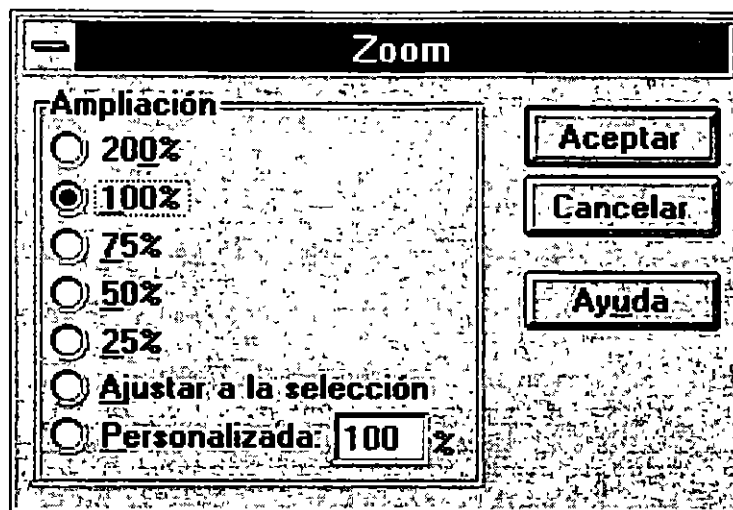 Zoom
Ampliación
200%
100%
75%
50%
25%
Ajustar a la selección
Personalizada: 100 %
Aceptar
Cancelar
Ayuda